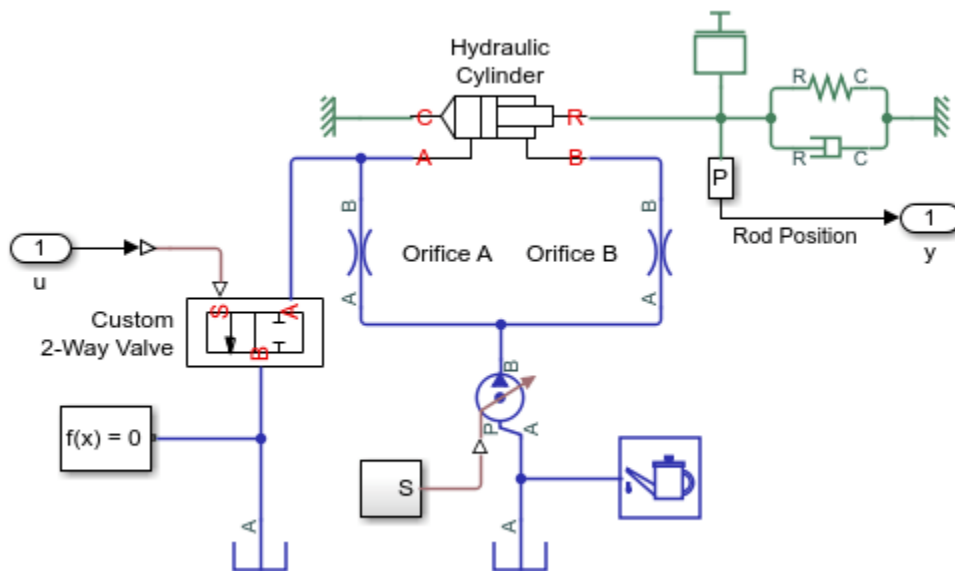 Hydraulic
Cylinder
R
C
C
R
A
B
R
C
P
B
B
1
u
Orifice A
Orifice B
Rod Position
1
y
A
A
S
A
Custom
2-Way Valve
B
B
f(x) = 0
P
A
S
A
A